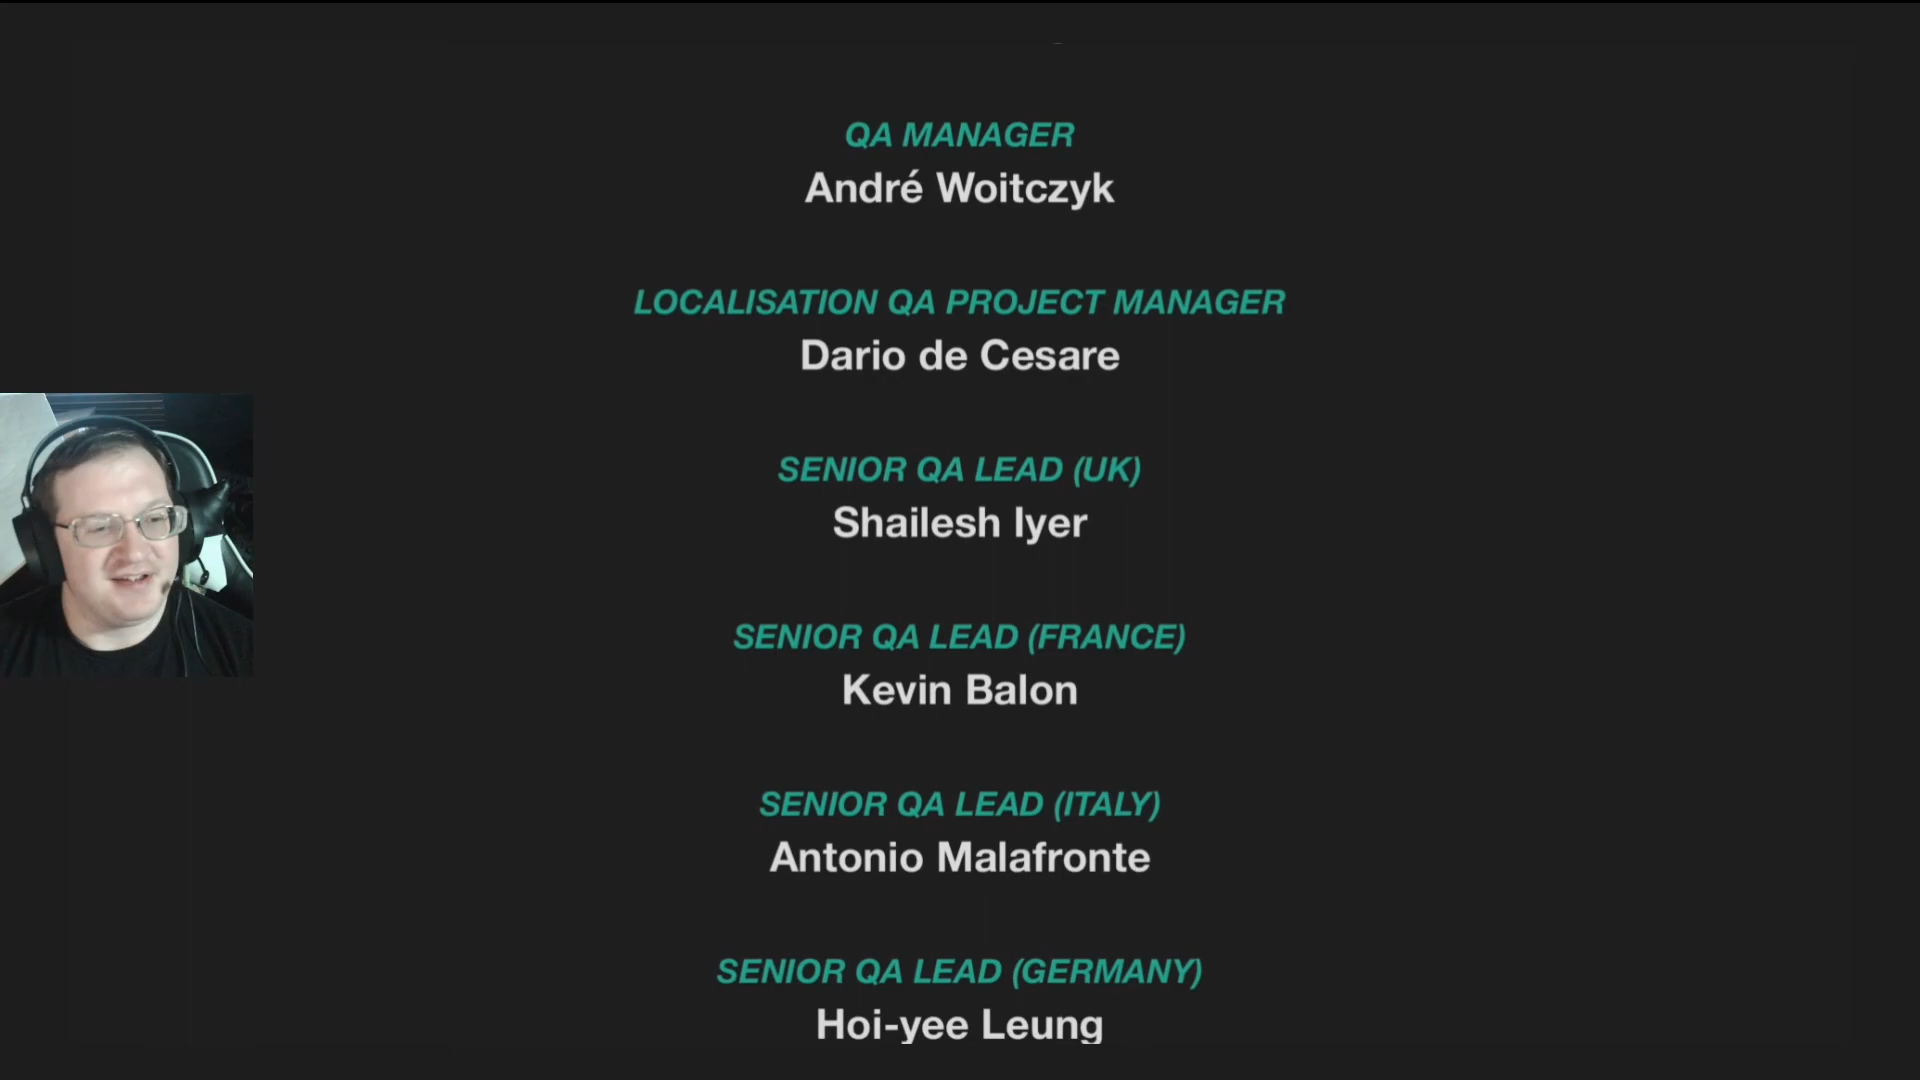 QA MANAGER
André Woitczyk
LOCALISATION QA PROJECT MANAGER
Dario de Cesare
SENIOR QA LEAD (UK)
Shailesh Iyer
SENIOR QA LEAD (FRANCE)
Kevin Balon
SENIOR QA LEAD (ITALY)
Antonio Malafronte
SENIOR QA LEAD (GERMANY)
Hoi-yee Leung